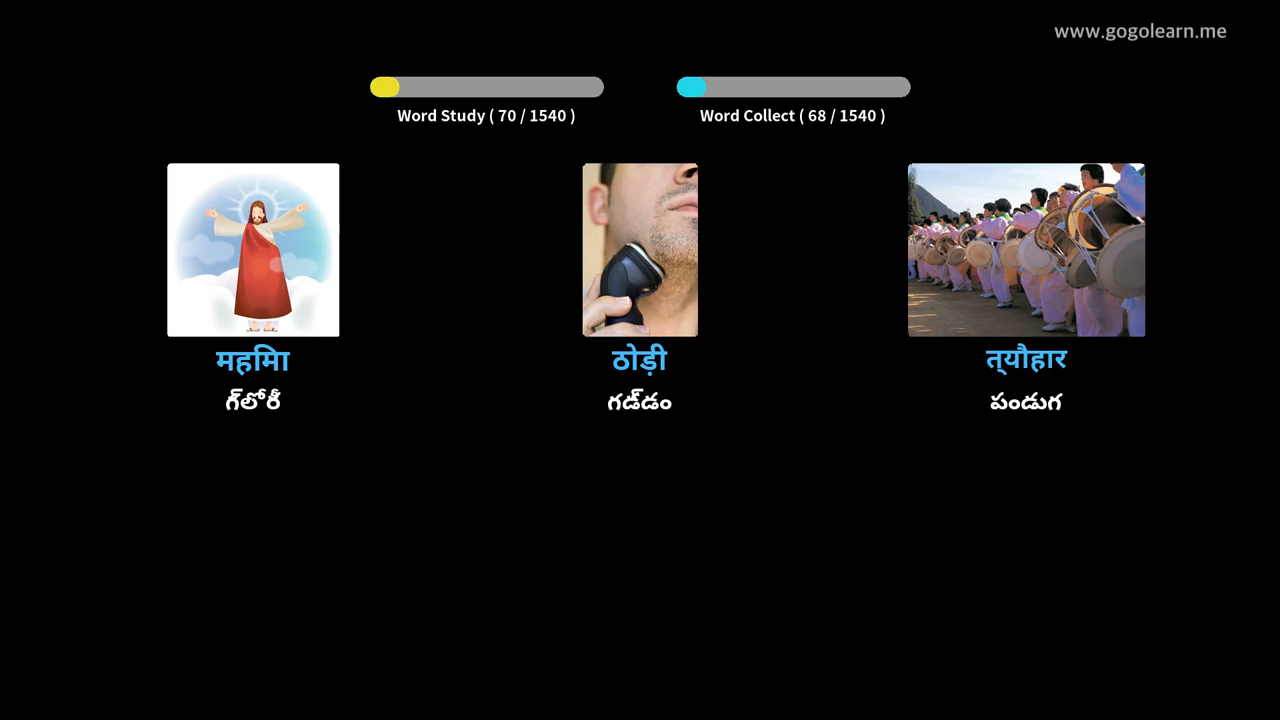 www.gogolearn.me
Word Study ( 70 / 1540 )
Word Collect ( 68 / 1540 )
महिमा
ठोड़ी
त्यौहार
గ్లోరీ
గడ్డం
పండుగ